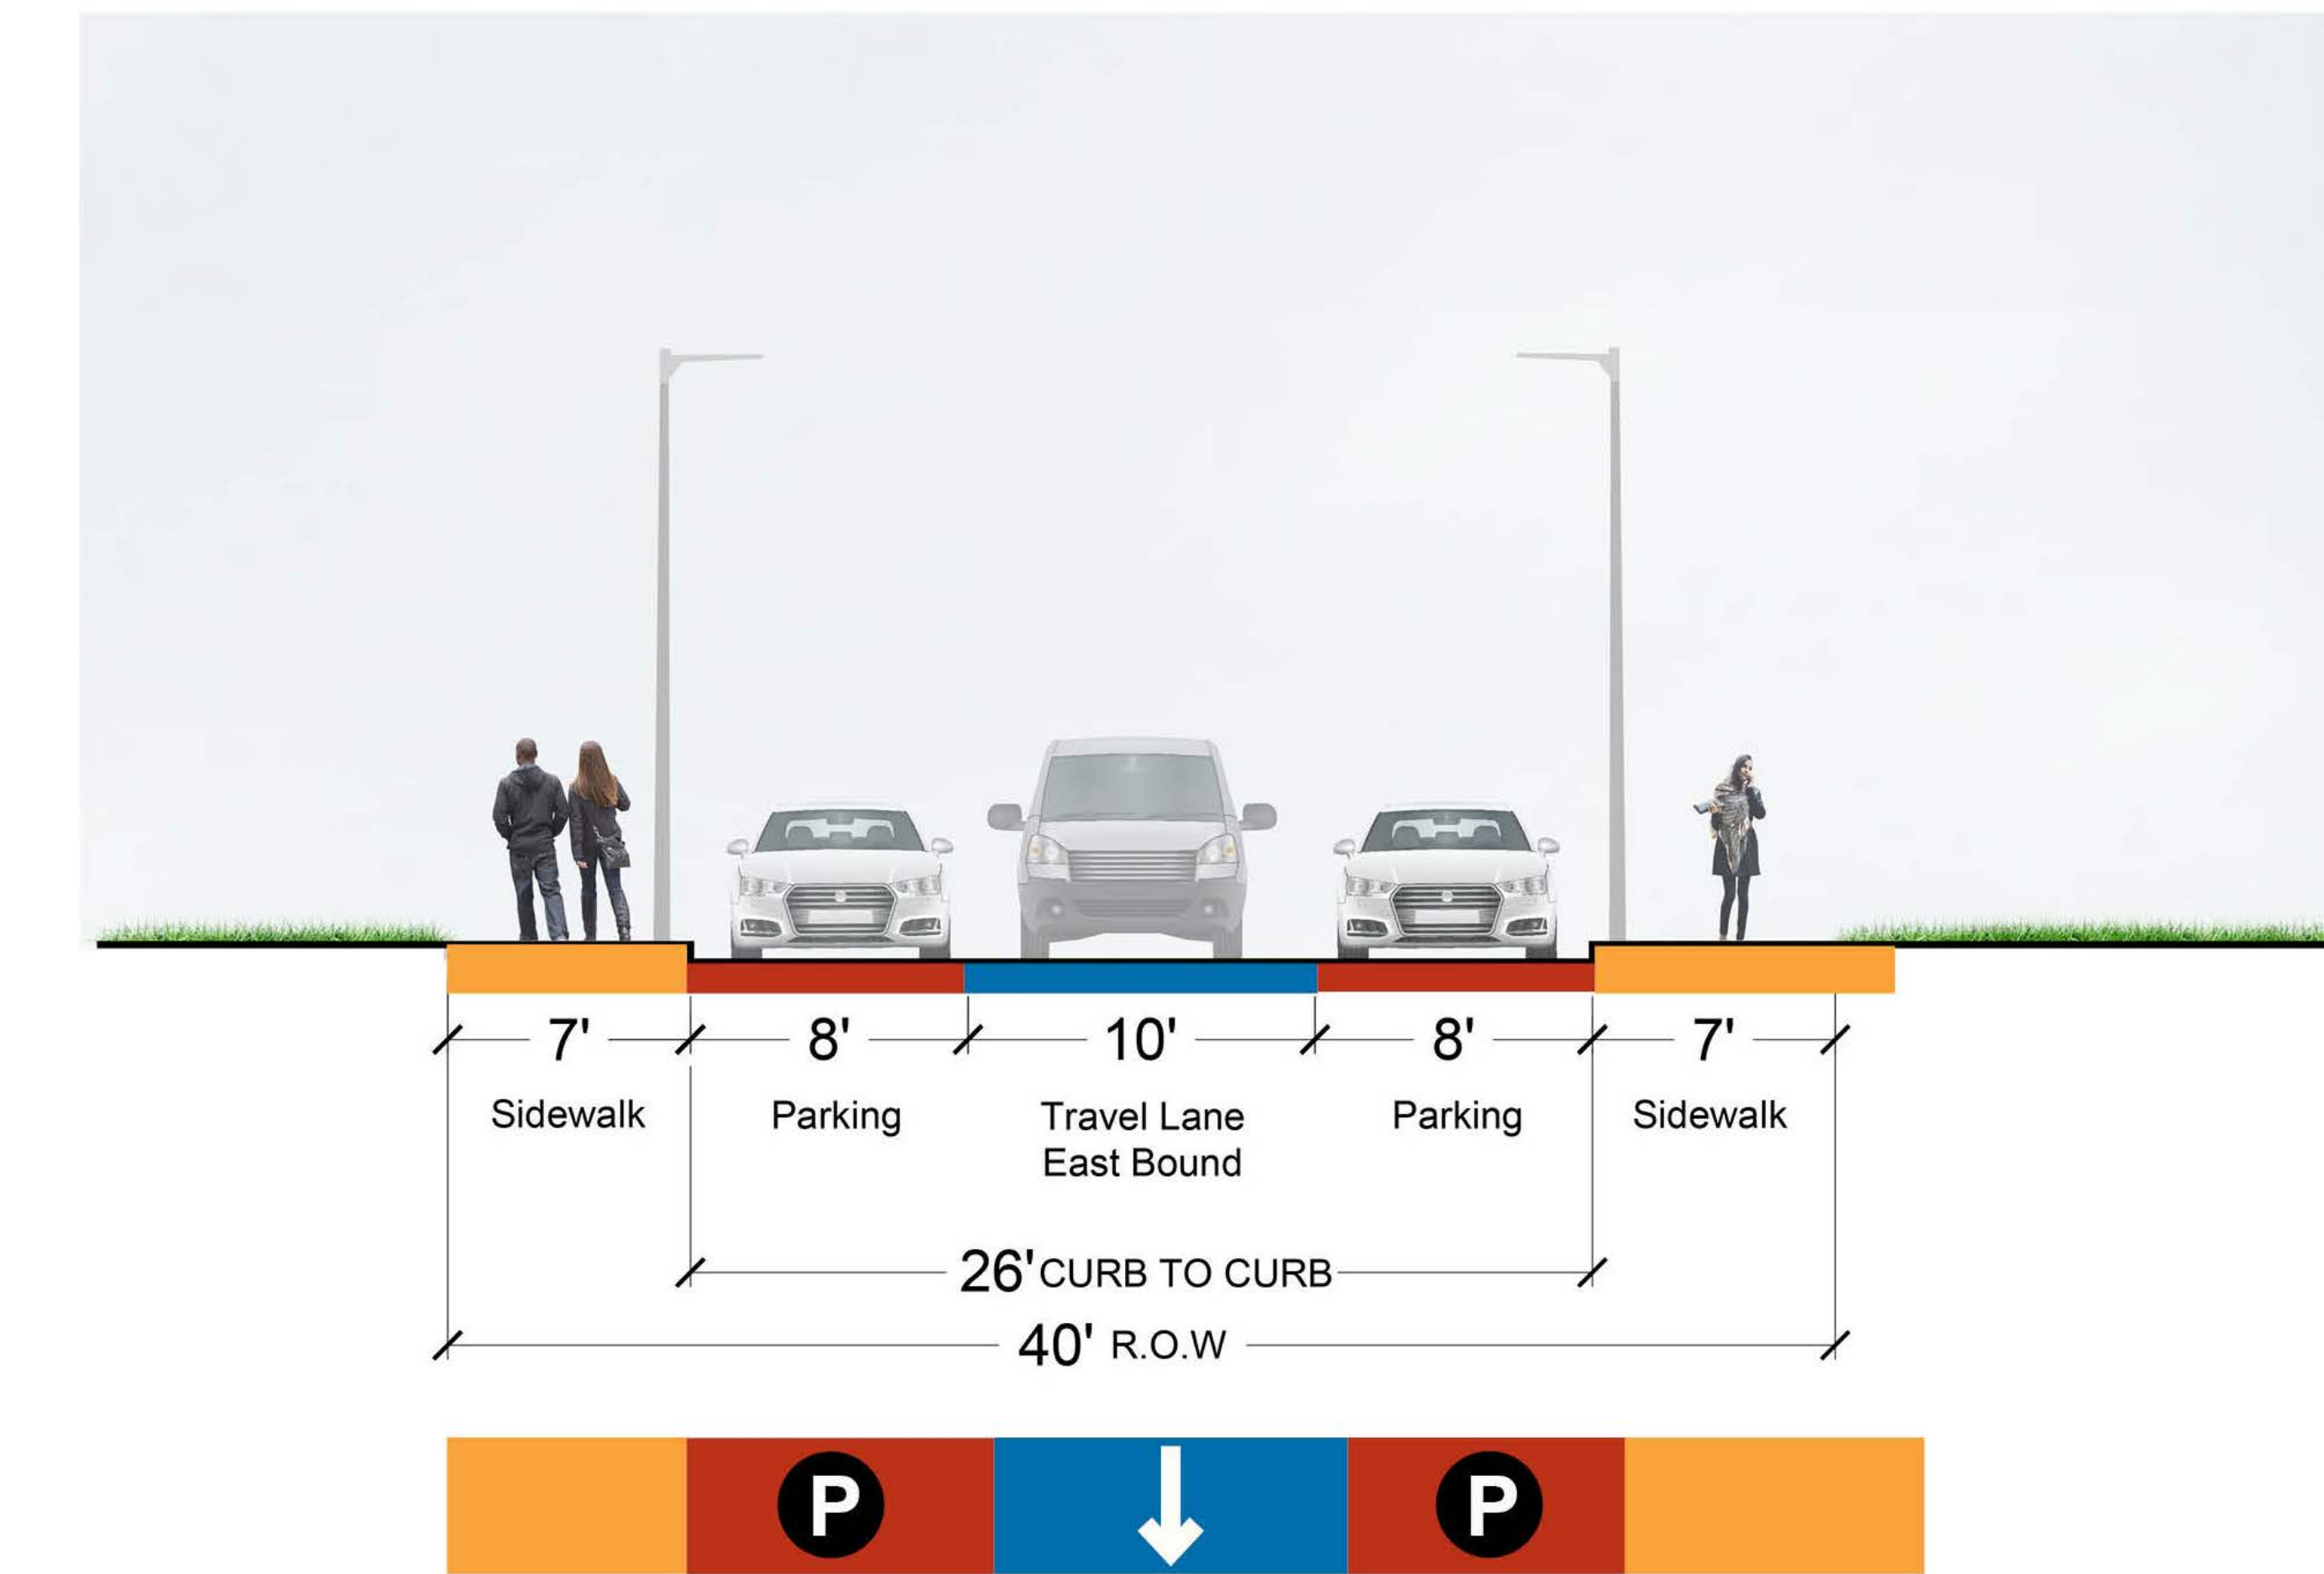 7' 8' 10' 8' 7'
Sidewalk Parking Travel Lane Parking Sidewalk
East Bound
26' CURB TO CURB
40' R.O.W
P P